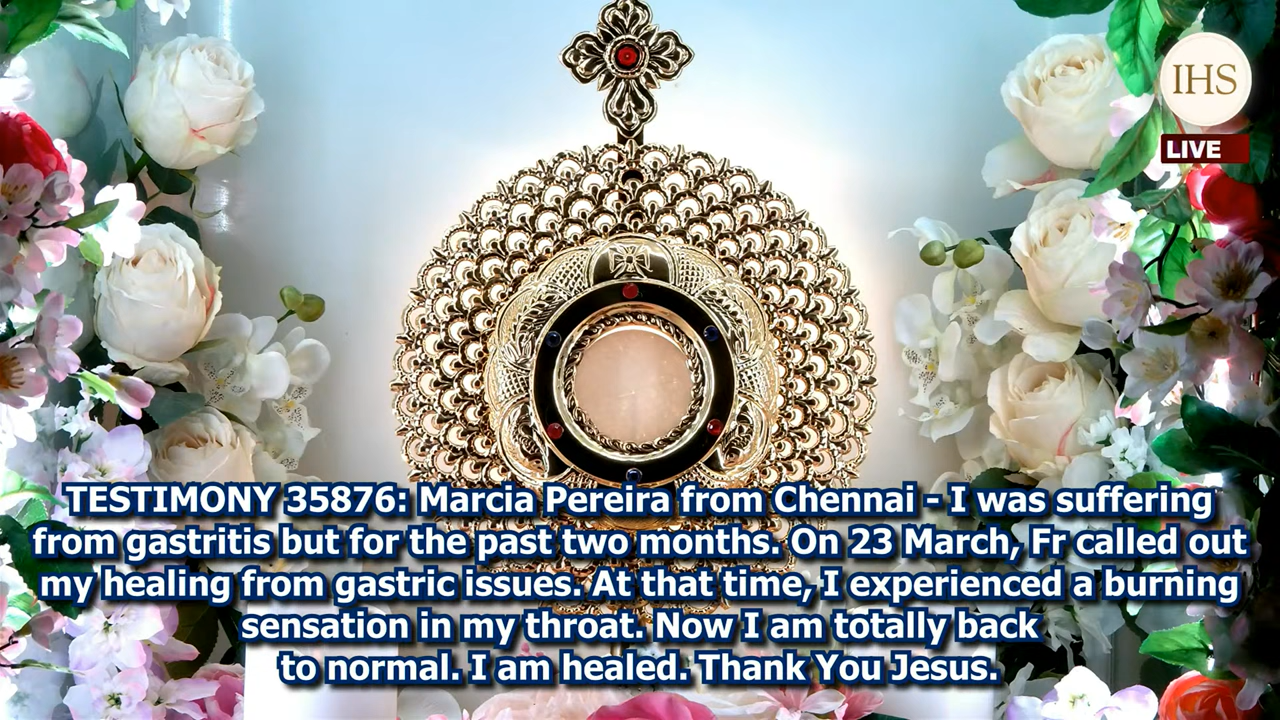 IHS
LIVE
TESTIMONY 35876: Marcia Pereira from Chennai - I was suffering
from gastritis but for the past two months. On 23 March, Fr called out
my healing from gastric issues. At that time, I experienced a burning
sensation in my throat. Now I am totally back
to normal. I am healed. Thank You Jesus.